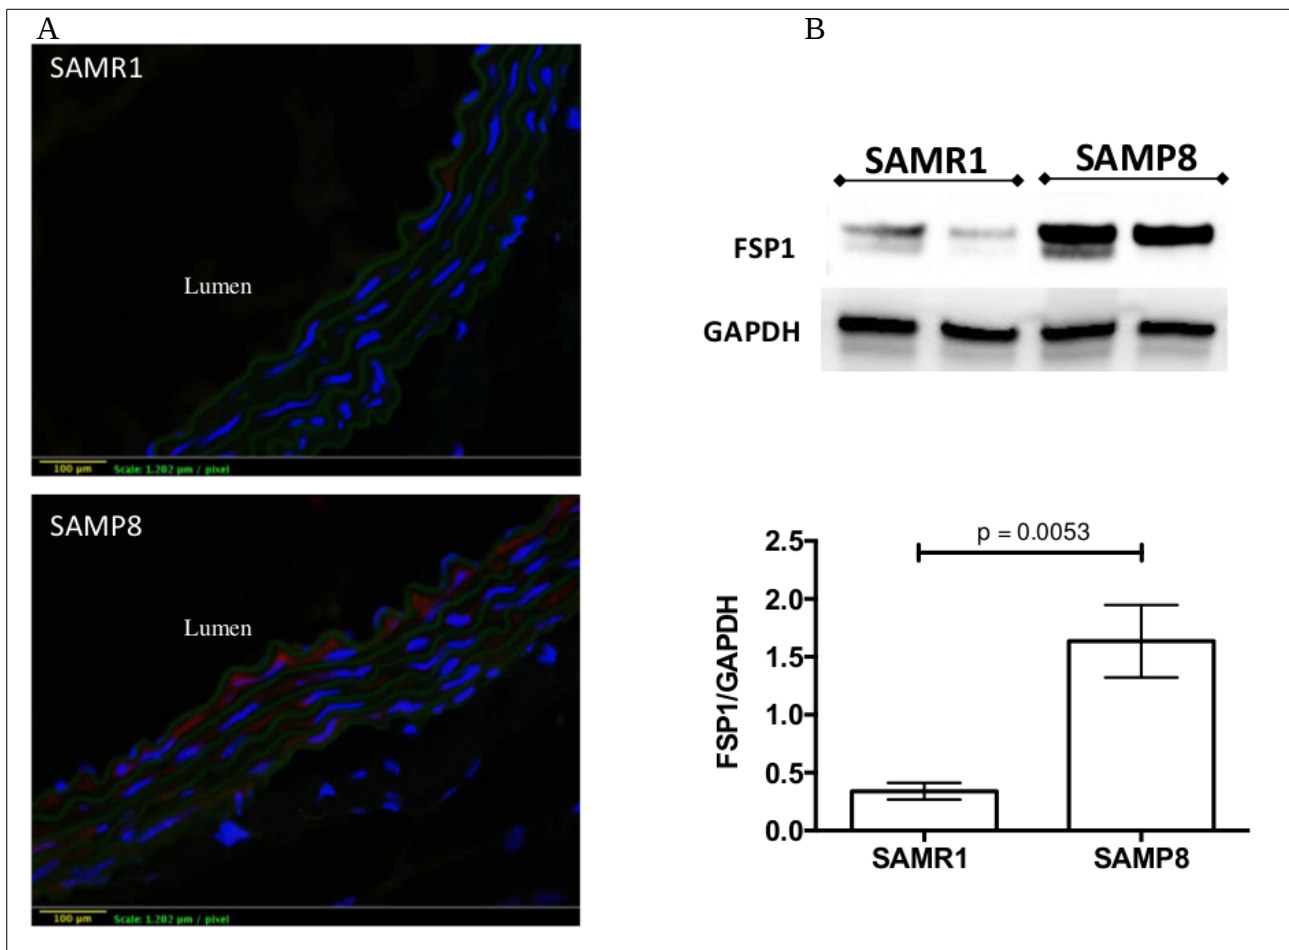 A
SAMR1
Lumen
100 µm Scale: 1.202 µm / pixel
SAMP8
Lumen
100 µm Scale: 1.202 µm / pixel
B
SAMR1 SAMP8
FSP1
GAPDH
p = 0.0053
FSP1/GAPDH
2.5
2.0
1.5
1.0
0.5
0.0
SAMR1 SAMP8